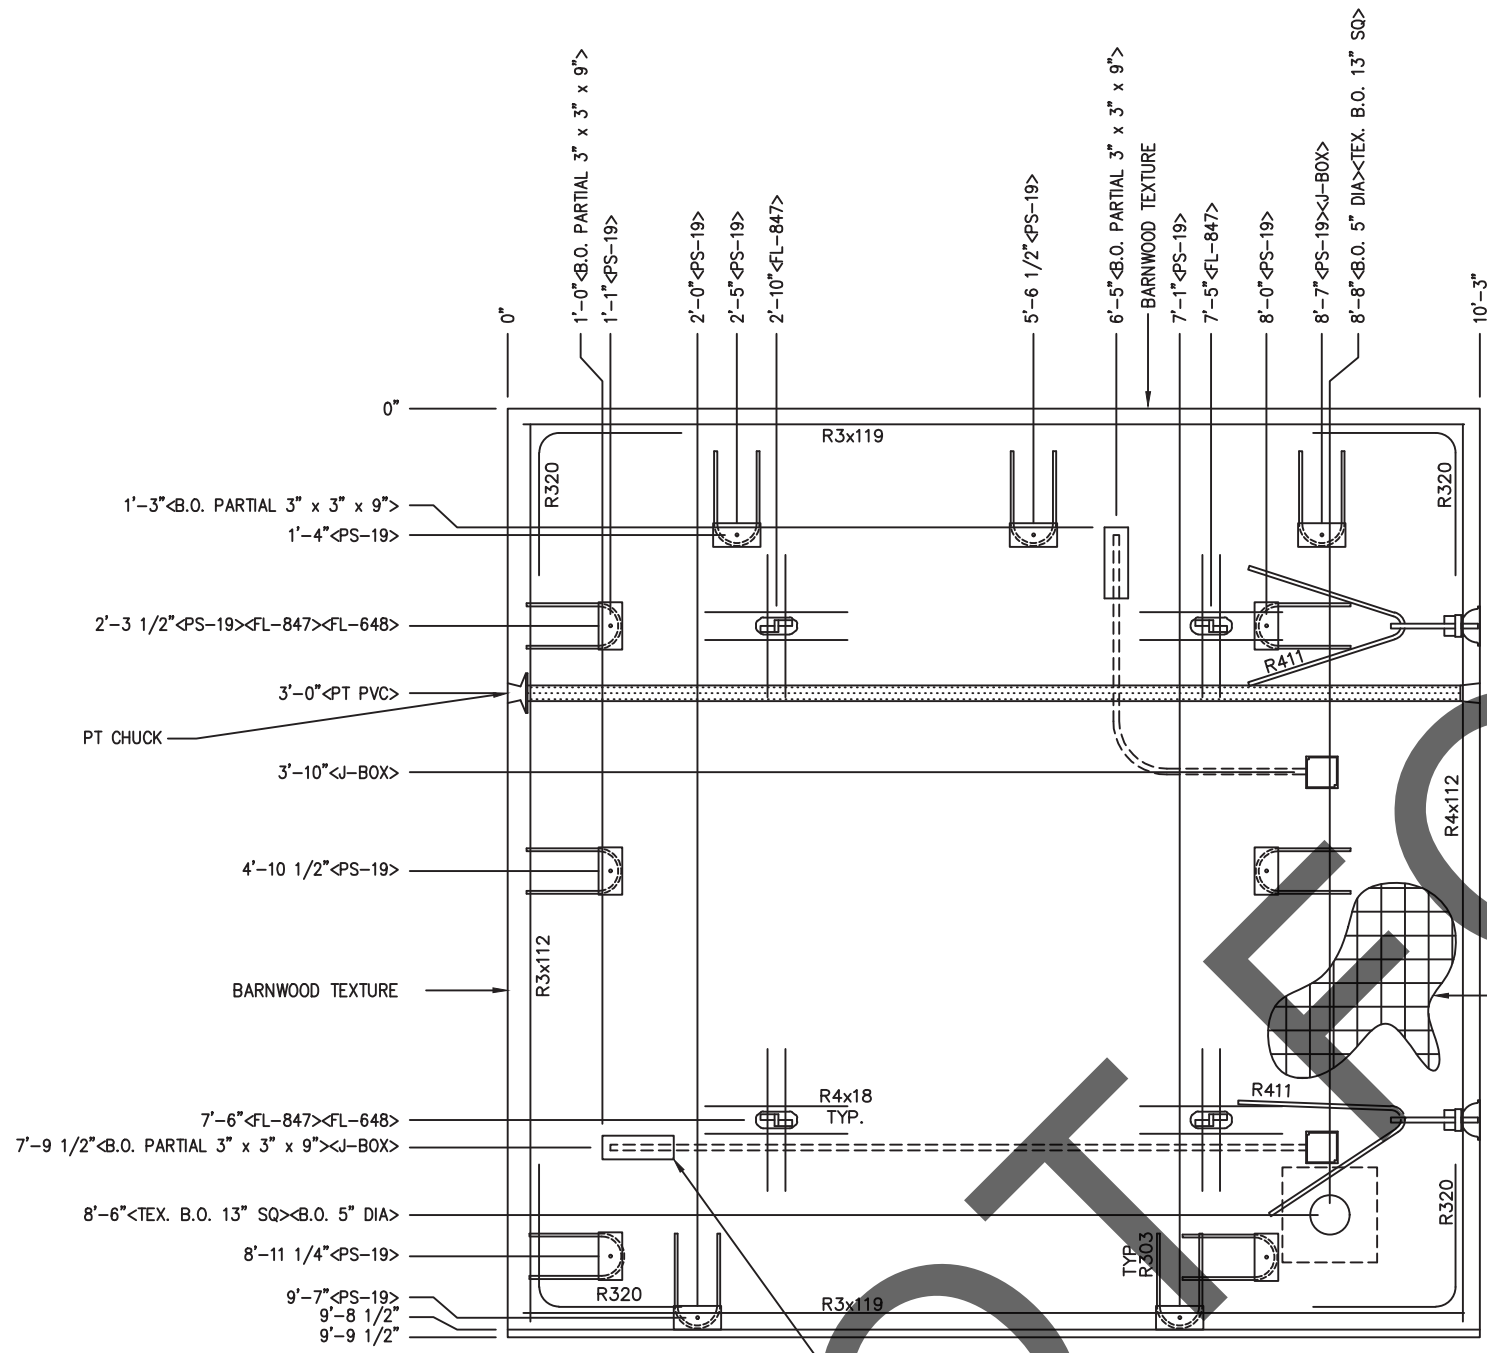 0"
1'-0"<B.O. PARTIAL 3" x 3" x 9">
1'-1"<PS-19>
2'-0"<PS-19>
2'-5"<PS-19>
2'-10"<FL-847>
5'-6 1/2"<PS-19>
6'-5"<B.O. PARTIAL 3" x 3" x 9">
BARNWOOD TEXTURE
7'-1"<PS-19>
7'-5"<FL-847>
8'-0"<PS-19>
8'-7"<PS-19><J-BOX>
8'-8"<B.O. 5" DIA><TEX. B.O. 13" SQ>
10'-3"
0"
R3x119
R320
R320
1'-3"<B.O. PARTIAL 3" x 3" x 9">
1'-4"<PS-19>
2'-3 1/2"<PS-19><FL-847><FL-648>
R411
3'-0"<PT PVC>
PT CHUCK
3'-10"<J-BOX>
R4x112
4'-10 1/2"<PS-19>
R3x112
BARNWOOD TEXTURE
R4x18
TYP.
R411
7'-6"<FL-847><FL-648>
7'-9 1/2"<B.O. PARTIAL 3" x 3" x 9"><J-BOX>
R320
8'-6"<TEX. B.O. 13" SQ><B.O. 5" DIA>
8'-11 1/4"<PS-19>
TYP
R303
R320
9'-7"<PS-19>
R3x119
9'-8 1/2"
9'-9 1/2"